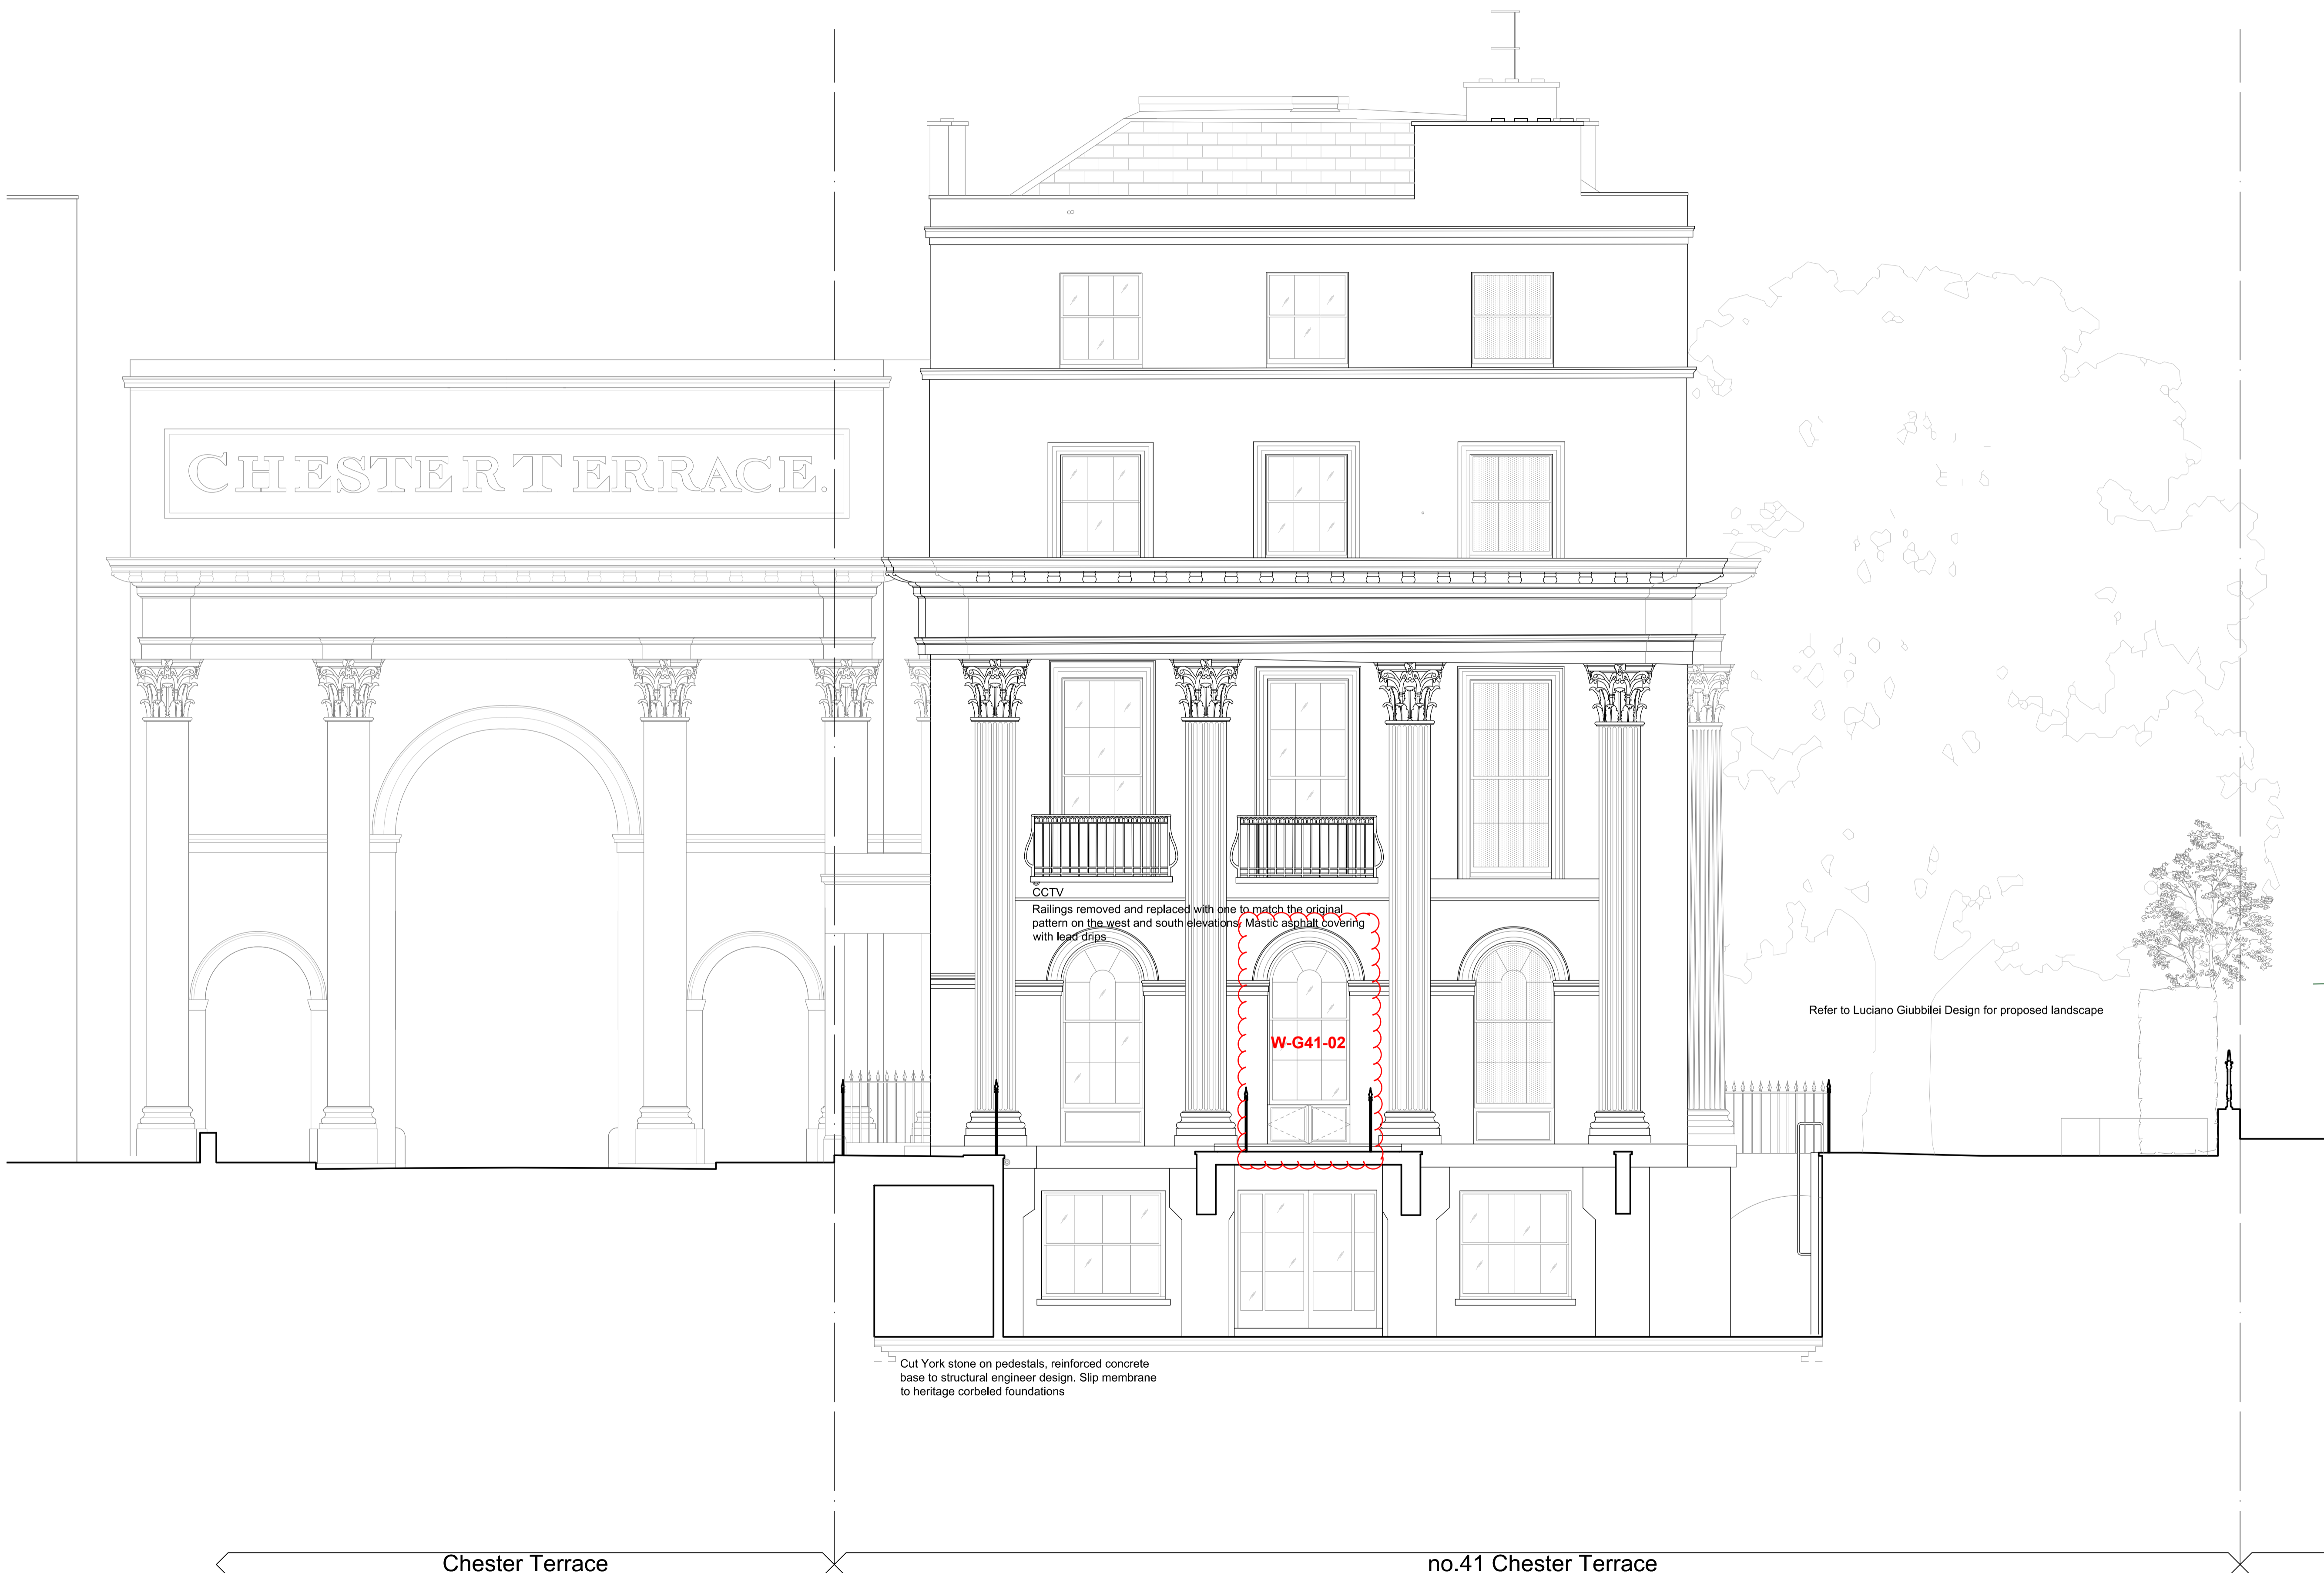 CHESTER TERRACE.
CCTV
Railings removed and replaced with one to match the original
pattern on the west and south elevations. Mastic asphalt covering
with lead drips
W-G41-02
Refer to Luciano Giubbilei Design for proposed landscape
Cut York stone on pedestals, reinforced concrete
base to structural engineer design. Slip membrane
to heritage corbeled foundations
Chester Terrace
no.41 Chester Terrace